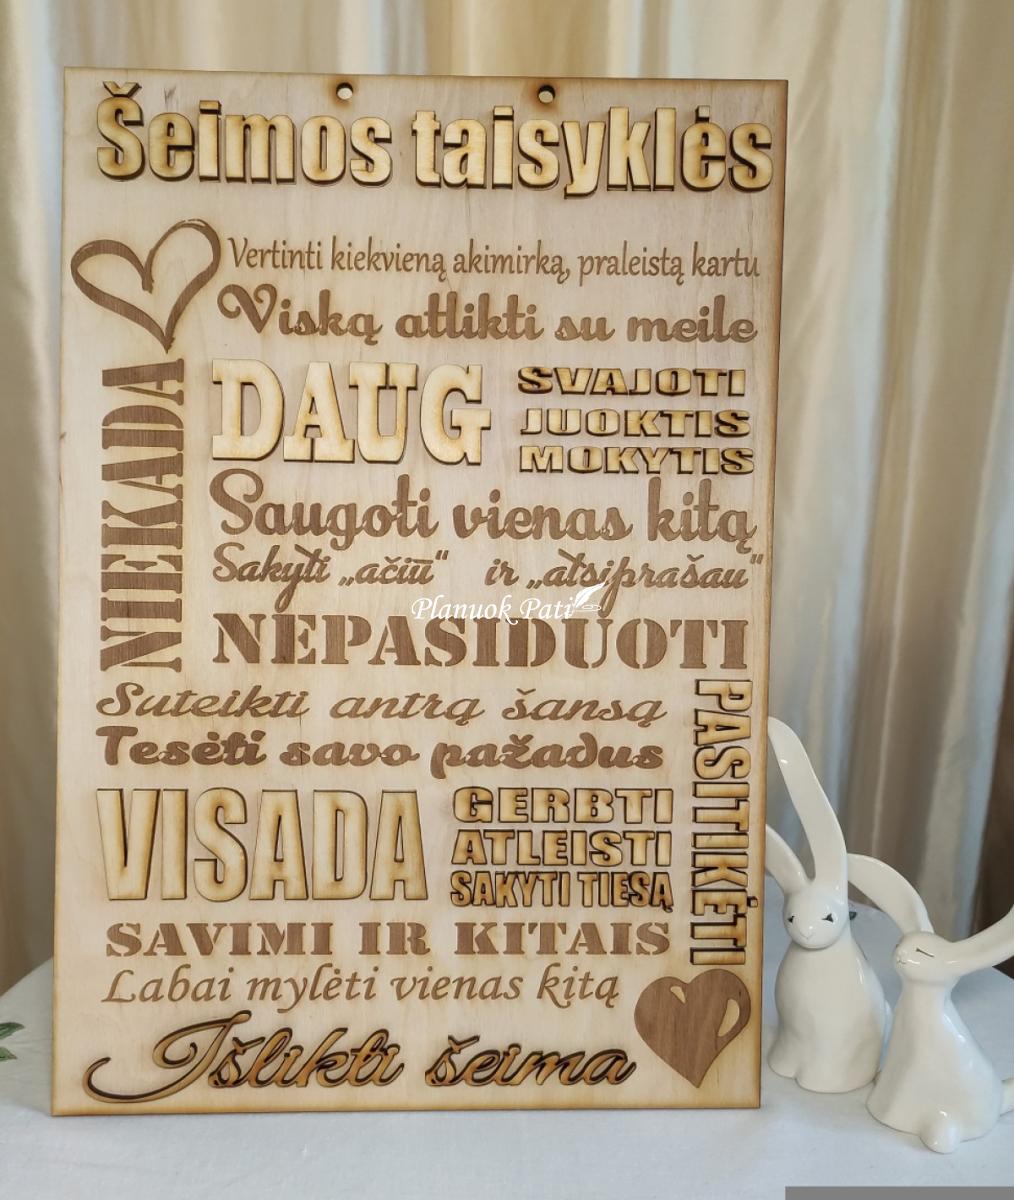 Šeimos taisyklės
Vertinti kiekvieną akimirką, praleistą kartu
Viską atlikti su meile
DAUG
SVAJOTI
JUOKTIS
MOKYTIS
Saugoti vienas kitą
Sakyti „ačiū“ ir „atsiprašau“
NIEKADA
NEPASIDUOTI
Planuok Pati
Suteikti antrą šansą
Tesėti savo pažadus
VISADA
GERBTI
ATLEISTI
SAKYTI TIESĄ
PASITIKĖTI
SAVIMI IR KITAIS
Labai mylėti vienas kitą
Išlikti šeima